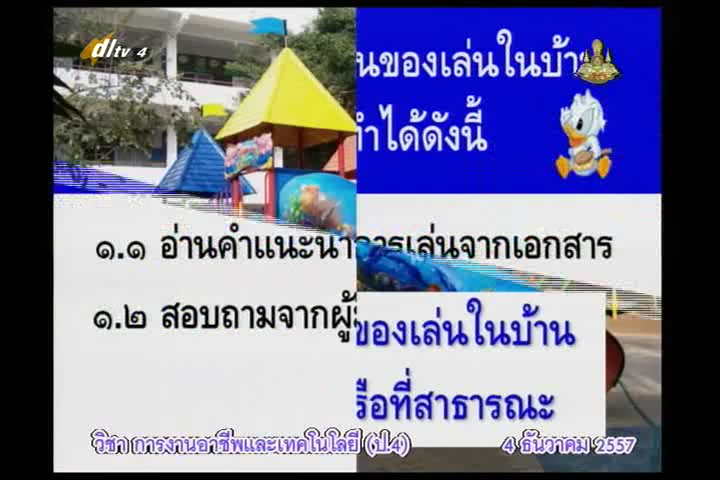 dltv 4
นของเล่นในบ้าน
ทำได้ดังนี้
๑.๑ อ่านคำแนะนำการเล่นจากเอกสาร
๑.๒ สอบถามจากผู้
ของเล่นในบ้าน
รือที่สาธารณะ
วิชา การงานอาชีพและเทคโนโลยี (ป.4) 4 ธันวาคม 2557